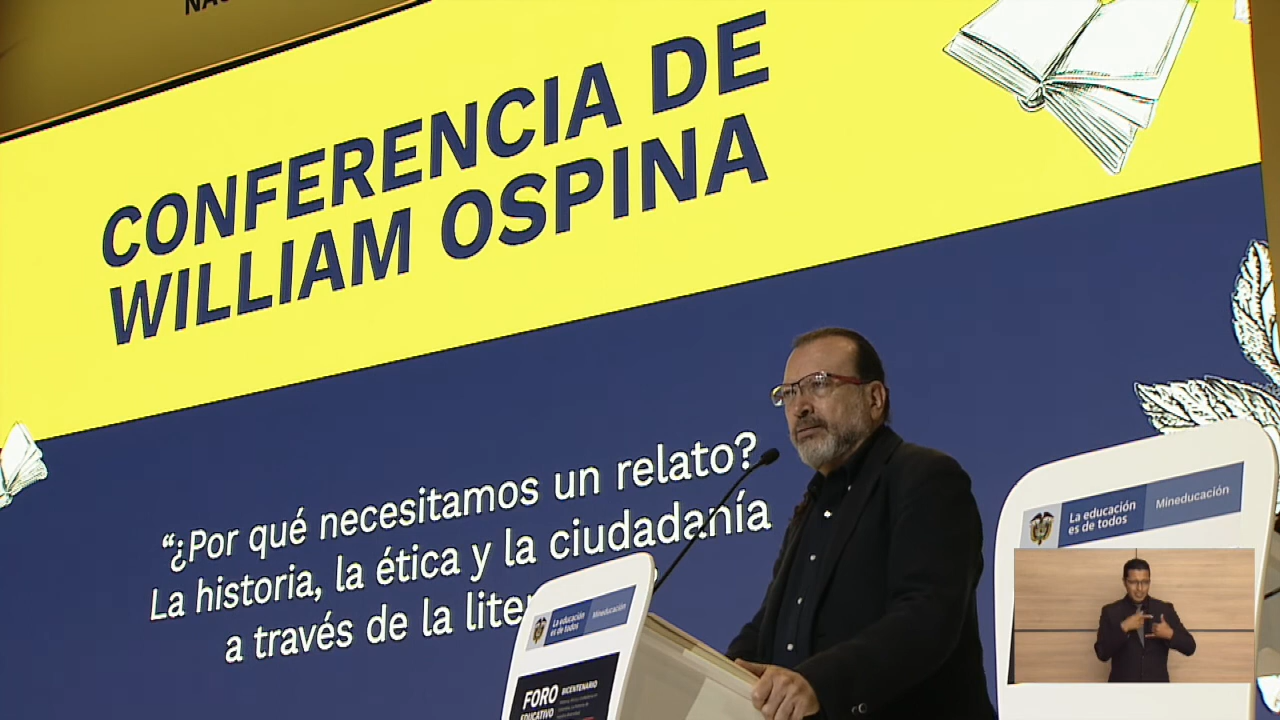 CONFERENCIA DE
WILLIAM OSPINA
“¿Por qué necesitamos un relato?
La historia, la ética y la ciudadanía
a través de la
La educación
es de todos
Mineducación
La educación
es de todos
Mineducación
FORO
EDUCATIVO
BICENTENARIO